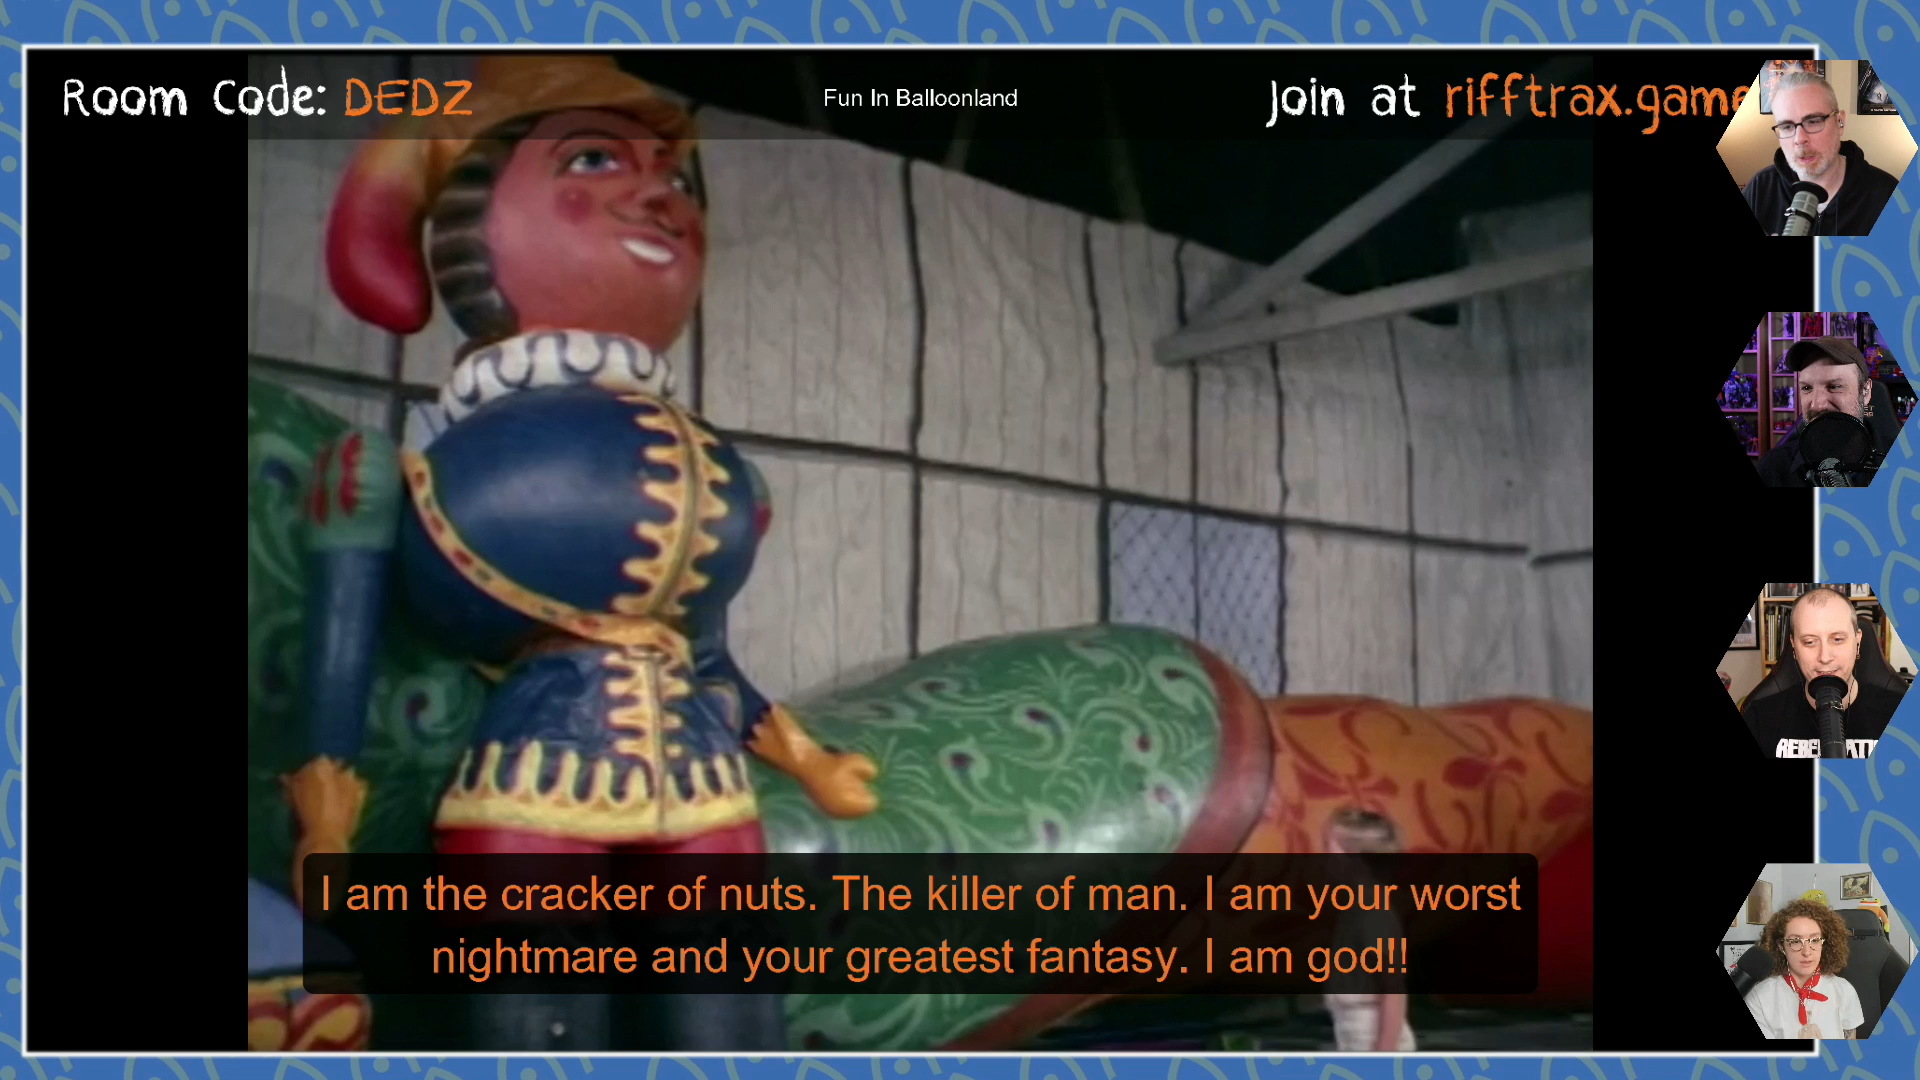 Room Code: DEDZ
Fun In Balloonland
Join at rifftrax.game
I am the cracker of nuts. The killer of man. I am your worst
nightmare and your greatest fantasy. I am god!!